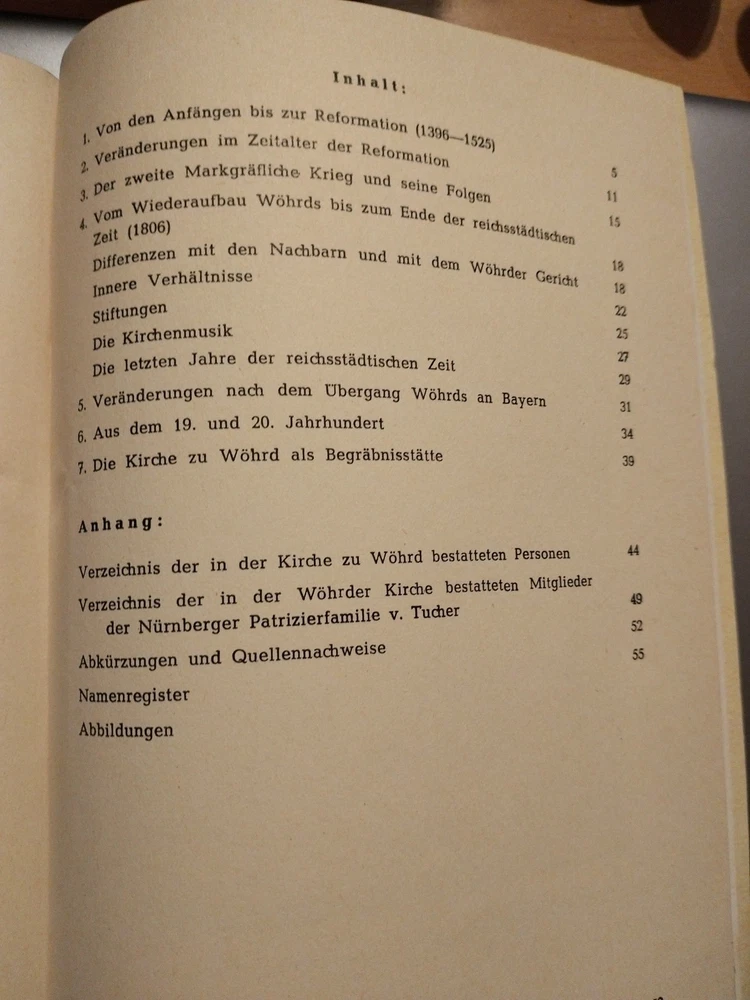 Inhalt:
1. Von den Anfängen bis zur Reformation (1396—1525) 5
2. Veränderungen im Zeitalter der Reformation 11
3. Der zweite Markgräfliche Krieg und seine Folgen 15
4. Vom Wiederaufbau Wöhrds bis zum Ende der reichsstädtischen
Zeit (1806) 18
Differenzen mit den Nachbarn und mit dem Wöhrder Gericht 18
Innere Verhältnisse 22
Stiftungen 25
Die Kirchenmusik 27
Die letzten Jahre der reichsstädtischen Zeit 29
5. Veränderungen nach dem Übergang Wöhrds an Bayern 31
6. Aus dem 19. und 20. Jahrhundert 34
7. Die Kirche zu Wöhrd als Begräbnisstätte 39
Anhang:
Verzeichnis der in der Kirche zu Wöhrd bestatteten Personen 44
Verzeichnis der in der Wöhrder Kirche bestatteten Mitglieder
der Nürnberger Patrizierfamilie v. Tucher 49
Abkürzungen und Quellennachweise 52
Namenregister 55
Abbildungen